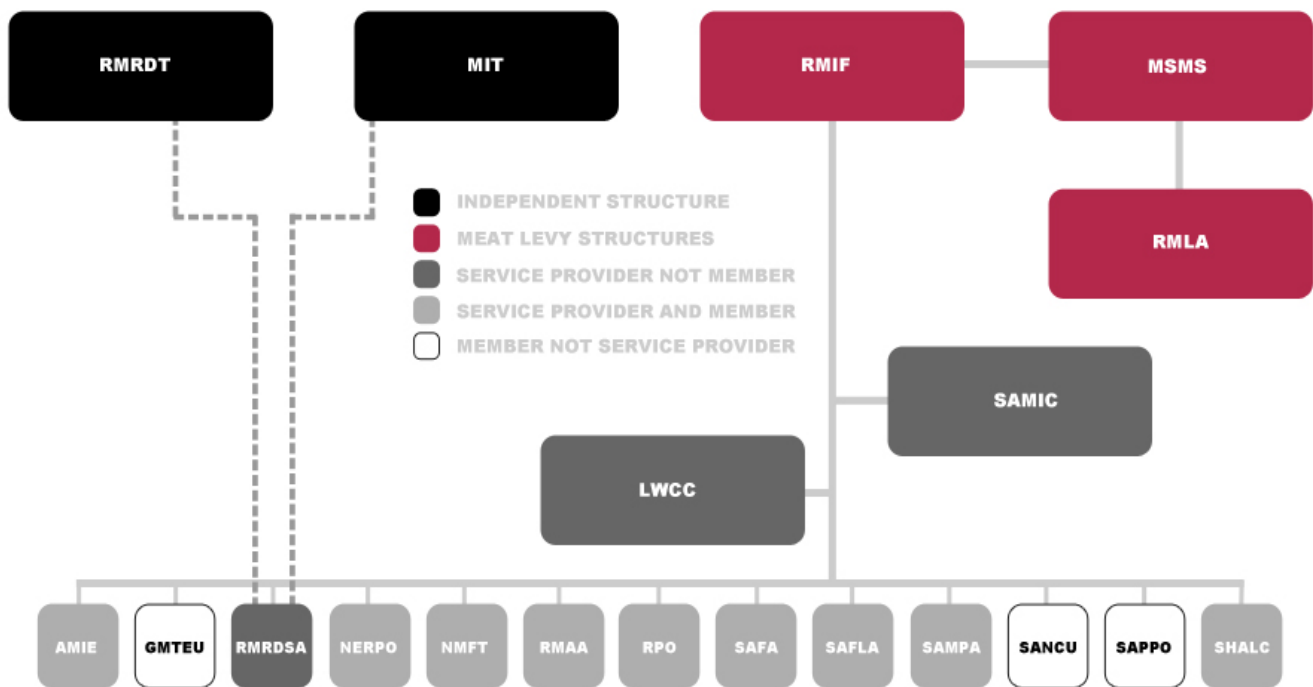 RMRDT
MIT
RMIF
MSMS
INDEPENDENT STRUCTURE
MEAT LEVY STRUCTURES
SERVICE PROVIDER NOT MEMBER
SERVICE PROVIDER AND MEMBER
MEMBER NOT SERVICE PROVIDER
RMLA
SAMIC
LWCC
AMIE
GMTEU
RMRDSA
NERPO
NMFT
RMAA
RPO
SAFA
SAFLA
SAMPA
SANCU
SAPPO
SHALC